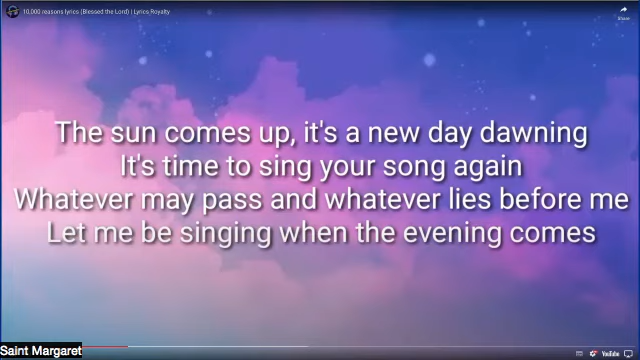 10,000 reasons lyrics (Blessed the Lord) | Lyrics Royalty
Share
The sun comes up, it's a new day dawning
It's time to sing your song again
Whatever may pass and whatever lies before me
Let me be singing when the evening comes
Saint Margaret
YouTube